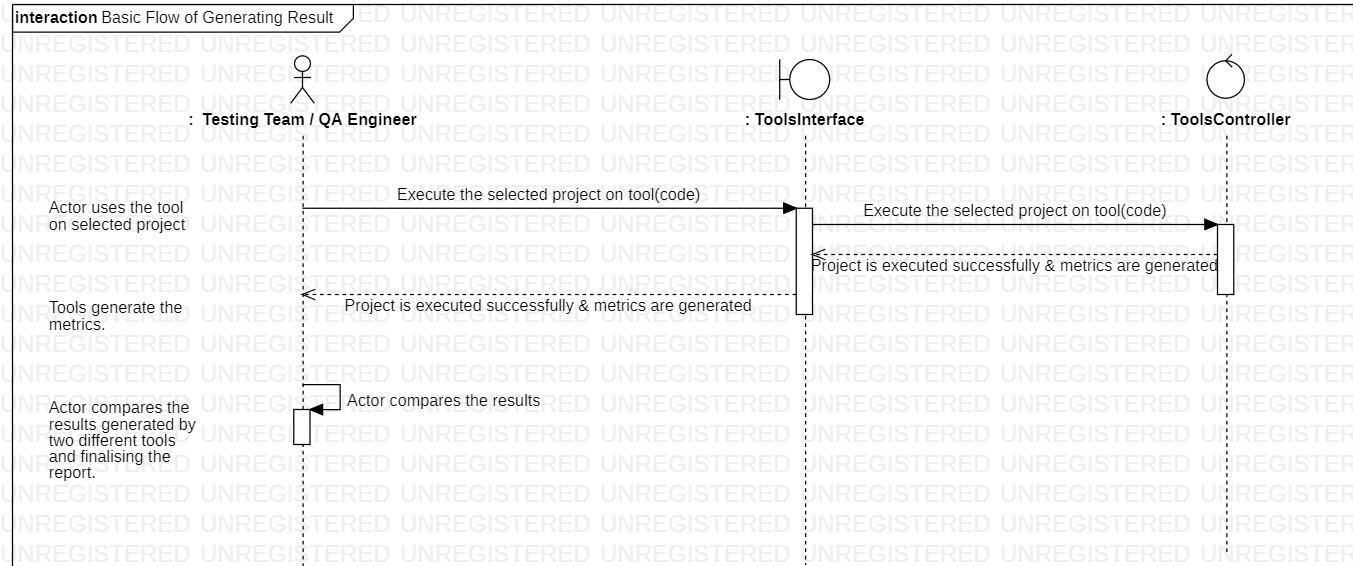 interaction Basic Flow of Generating Result
: Testing Team / QA Engineer
: ToolsInterface
: ToolsController
Execute the selected project on tool(code)
Actor uses the tool
on selected project
Execute the selected project on tool(code)
Project is executed successfully & metrics are generated
Project is executed successfully & metrics are generated
Tools generate the
metrics.
Actor compares the results
Actor compares the
results generated by
two different tools
and finalising the
report.
UNREGISTERED